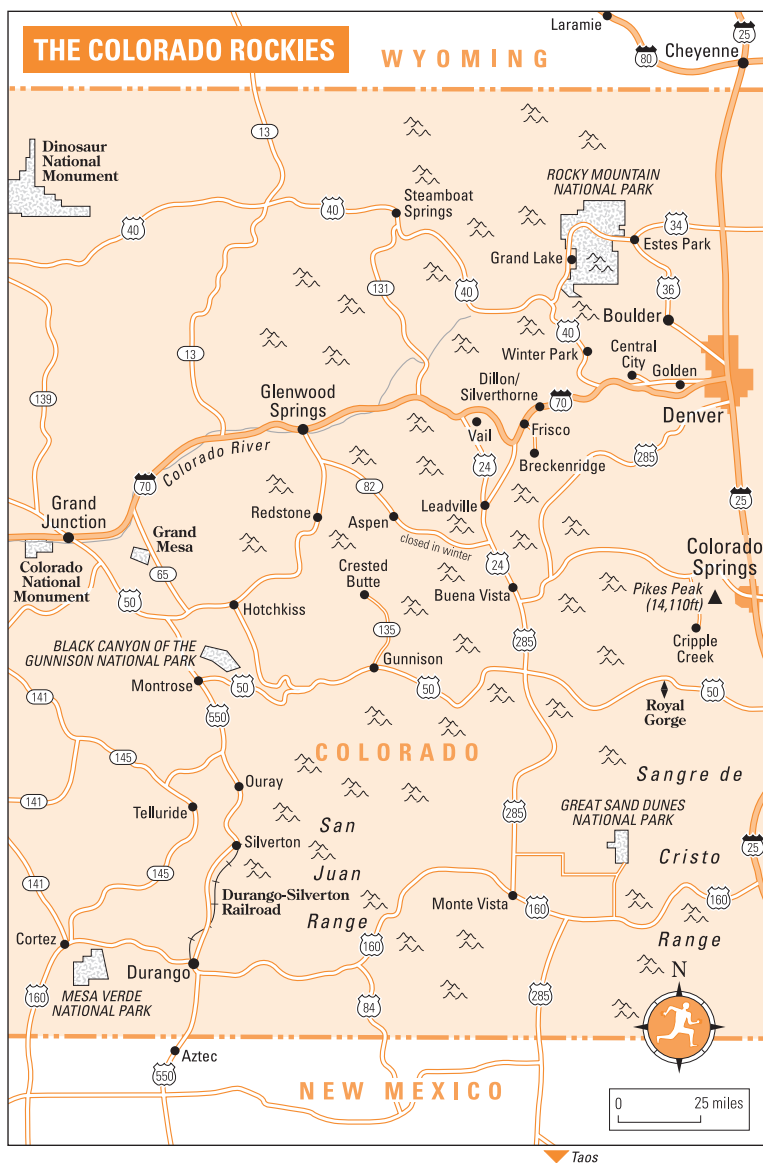 THE COLORADO ROCKIES
WYOMING
Laramie
80
25
Cheyenne
13
Dinosaur
National
Monument
ROCKY MOUNTAIN
NATIONAL PARK
Steamboat
Springs
40
40
34
Estes Park
Grand Lake
131
40
36
Boulder
40
13
Winter Park
Central
City
Golden
139
Glenwood
Springs
Dillon/
Silverthorne
70
Denver
Vail
Frisco
285
Colorado River
24
Breckenridge
70
82
Leadville
25
Grand
Junction
Redstone
Aspen
closed in winter
Grand
Mesa
Colorado
Springs
Colorado
National
Monument
65
Crested
Butte
24
Pikes Peak
(14,110ft)
50
Hotchkiss
Buena Vista
135
285
Cripple
Creek
BLACK CANYON OF THE
GUNNISON NATIONAL PARK
Gunnison
Montrose
50
50
50
141
Royal
Gorge
550
145
COLORADO
Sangre de
Ouray
141
Telluride
285
GREAT SAND DUNES
NATIONAL PARK
San
Silverton
25
Cristo
145
Juan
141
Durango-Silverton
Railroad
Monte Vista
160
160
Range
Cortez
160
Range
Durango
N
160
MESA VERDE
NATIONAL PARK
84
285
Aztec
550
NEW MEXICO
0
25 miles
Taos